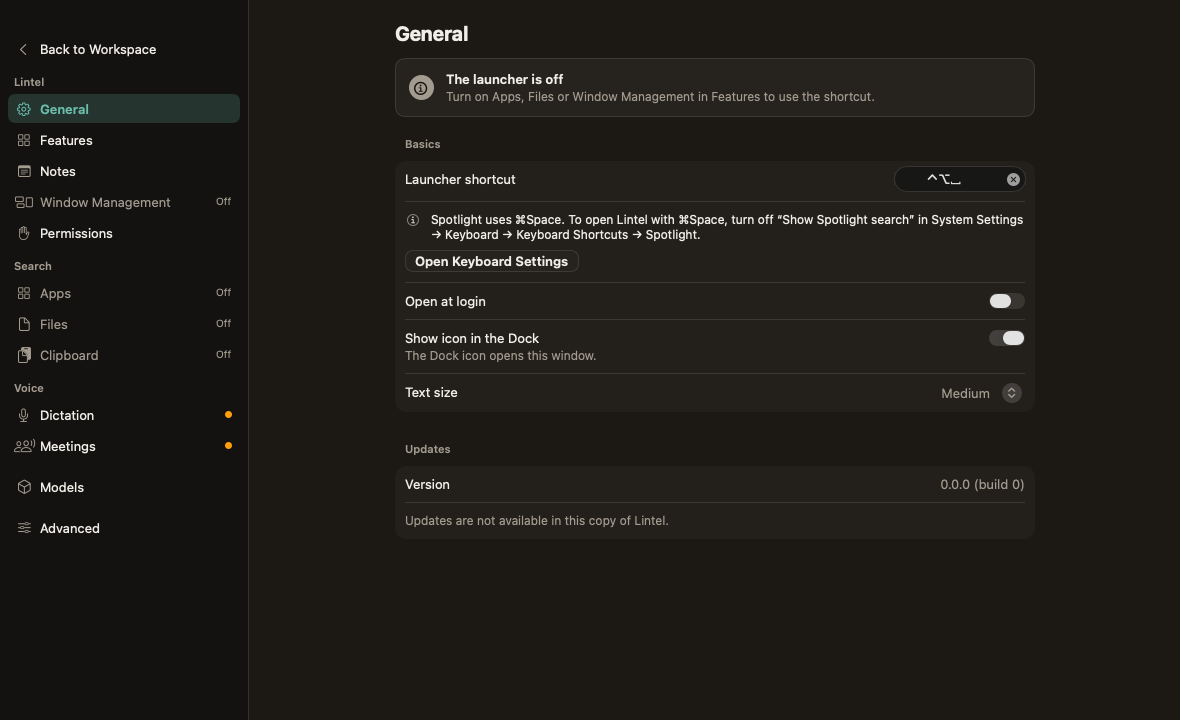 Back to Workspace
Lintel
General
Features
Notes
Window Management Off
Permissions
Search
Apps Off
Files Off
Clipboard Off
Voice
Dictation
Meetings
Models
Advanced
General
The launcher is off
Turn on Apps, Files or Window Management in Features to use the shortcut.
Basics
Launcher shortcut ⌃⌥⎵
Spotlight uses ⌘Space. To open Lintel with ⌘Space, turn off “Show Spotlight search” in System Settings
→ Keyboard → Keyboard Shortcuts → Spotlight.
Open Keyboard Settings
Open at login
Show icon in the Dock
The Dock icon opens this window.
Text size Medium
Updates
Version 0.0.0 (build 0)
Updates are not available in this copy of Lintel.